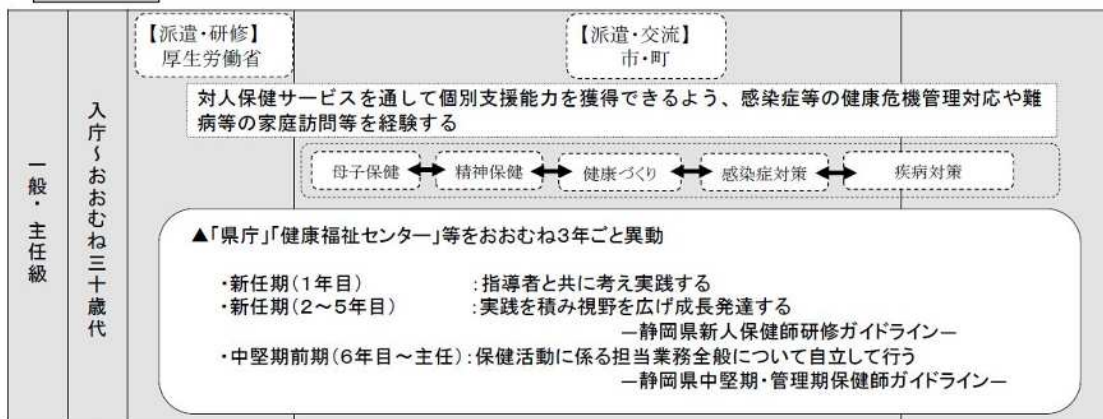 一般・主任級
入庁～おおむね三十歳代
【派遣・研修】
厚生労働省
【派遣・交流】
市・町
対人保健サービスを通して個別支援能力を獲得できるよう、感染症等の健康危機管理対応や難
病等の家庭訪問等を経験する
母子保健
精神保健
健康づくり
感染症対策
疾病対策
▲「県庁」「健康福祉センター」等をおおむね3年ごと異動
・新任期(1年目) :指導者と共に考え実践する
・新任期(2～5年目) :実践を積み視野を広げ成長発達する
―静岡県新人保健師研修ガイドライン―
・中堅期前期(6年目～主任):保健活動に係る担当業務全般について自立して行う
―静岡県中堅期・管理期保健師ガイドライン―